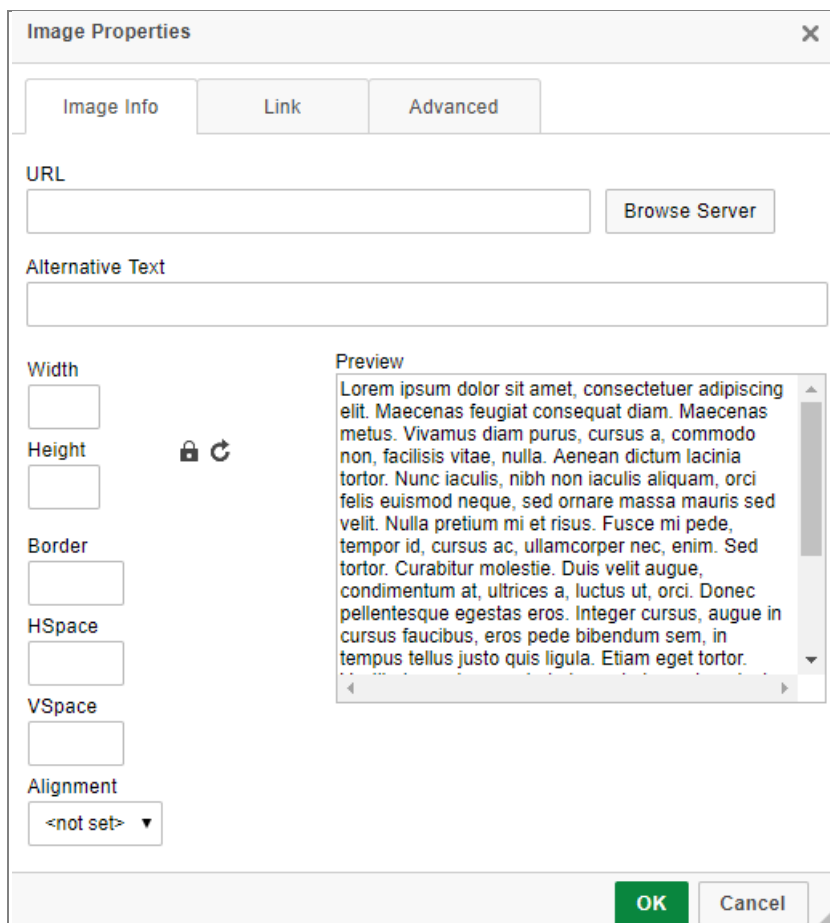 Image Properties
Image Info
Link
Advanced
URL
Browse Server
Alternative Text
Width
Height
Border
HSpace
VSpace
Alignment
<not set>
Preview
Lorem ipsum dolor sit amet, consectetuer adipiscing
elit. Maecenas feugiat consequat diam. Maecenas
metus. Vivamus diam purus, cursus a, commodo
non, facilisis vitae, nulla. Aenean dictum lacinia
tortor. Nunc iaculis, nibh non iaculis aliquam, orci
felis euismod neque, sed ornare massa mauris sed
velit. Nulla pretium mi et risus. Fusce mi pede,
tempor id, cursus ac, ullamcorper nec, enim. Sed
tortor. Curabitur molestie. Duis velit augue,
condimentum at, ultrices a, luctus ut, orci. Donec
pellentesque egestas eros. Integer cursus, augue in
cursus faucibus, eros pede bibendum sem, in
tempus tellus justo quis ligula. Etiam eget tortor.
OK
Cancel